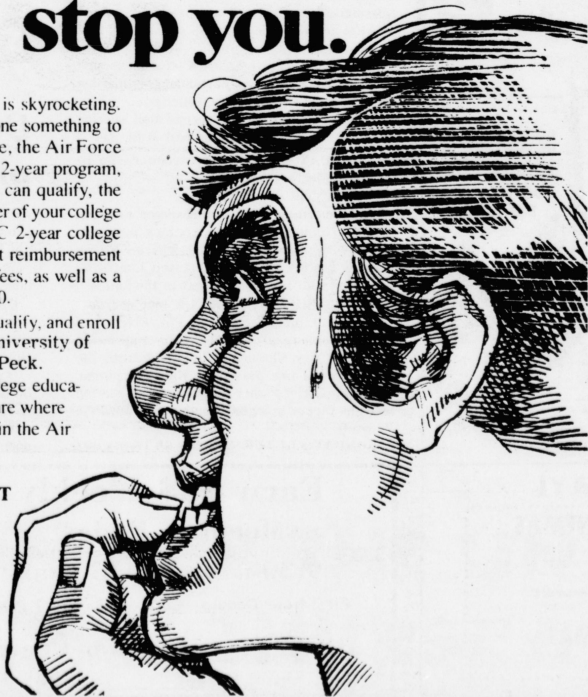 stop you.
is skyrocketing.
ne something to
e, the Air Force
2-year program,
can qualify, the
er of your college
C 2-year college
t reimbursement
ees, as well as a
0.
ualify, and enroll
niversity of
Peck.
ege educa-
re where
in the Air
T